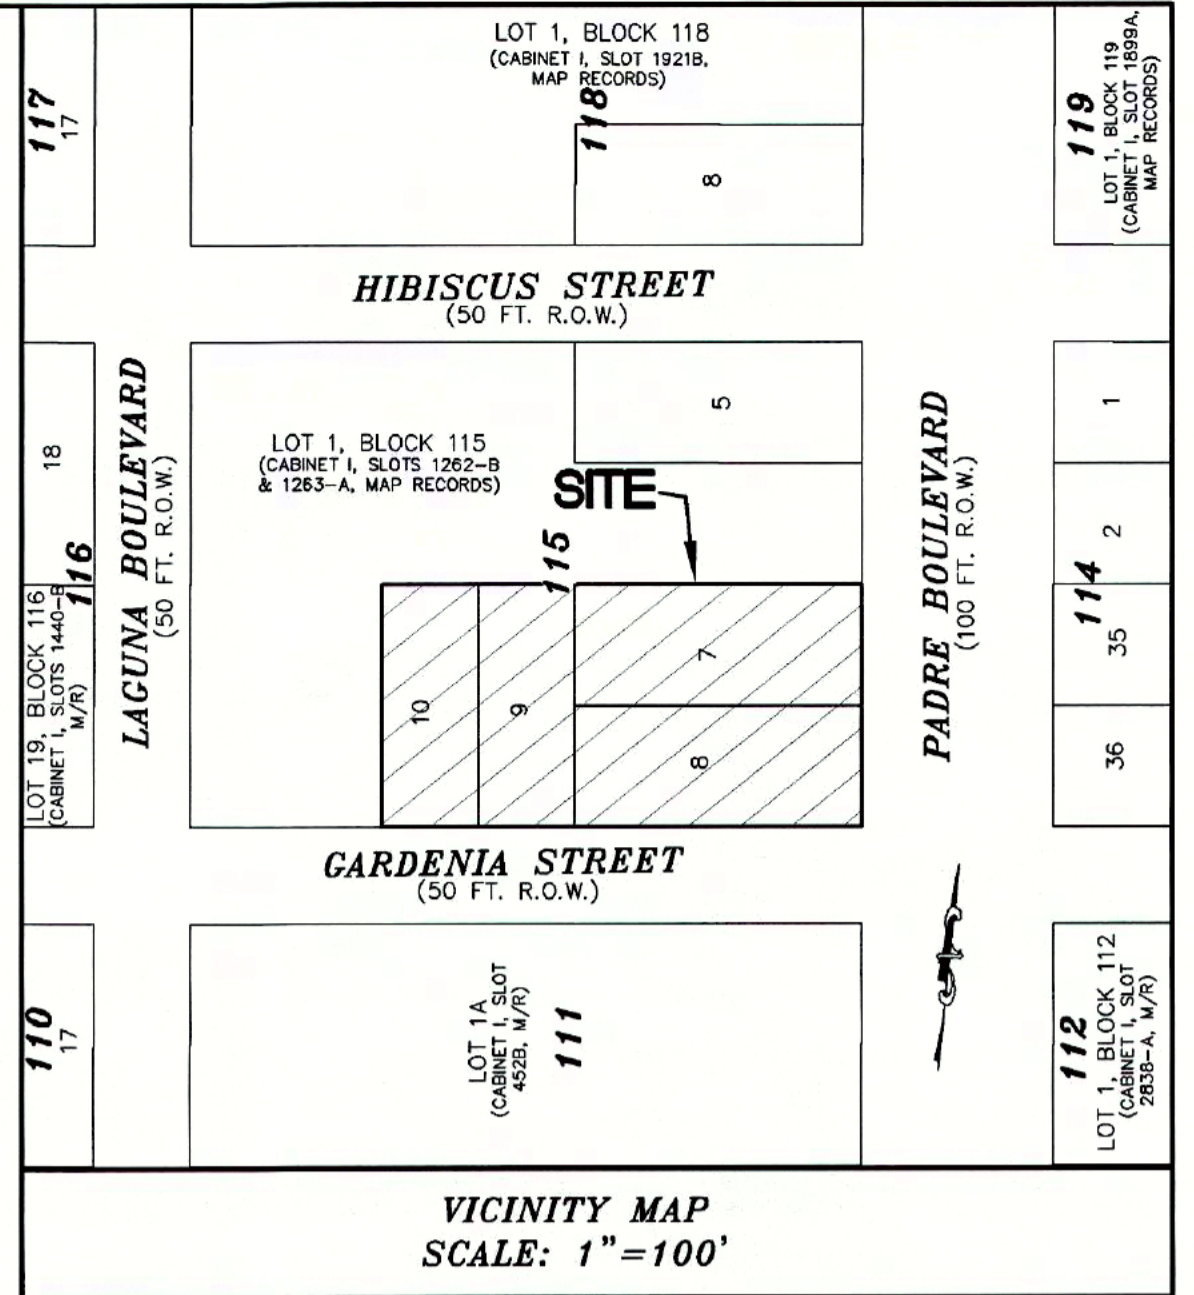 117
17
LOT 1, BLOCK 118
(CABINET I, SLOT 1921B,
MAP RECORDS)
118
8
119
LOT 1, BLOCK 119
(CABINET I, SLOT 1899A,
MAP RECORDS)
HIBISCUS STREET
(50 FT. R.O.W.)
18
116
LOT 19, BLOCK 116
(CABINET I, SLOTS 1440-B
M/R)
LAGUNA BOULEVARD
(50 FT. R.O.W.)
LOT 1, BLOCK 115
(CABINET I, SLOTS 1262-B
& 1263-A, MAP RECORDS)
5
SITE
115
10
9
7
8
PADRE BOULEVARD
(100 FT. R.O.W.)
1
2
114
35
36
GARDENIA STREET
(50 FT. R.O.W.)
110
17
LOT 1A
(CABINET I, SLOT
452B, M/R)
111
112
LOT 1, BLOCK 112
(CABINET I, SLOT
2838-A, M/R)
VICINITY MAP
SCALE: 1"=100'